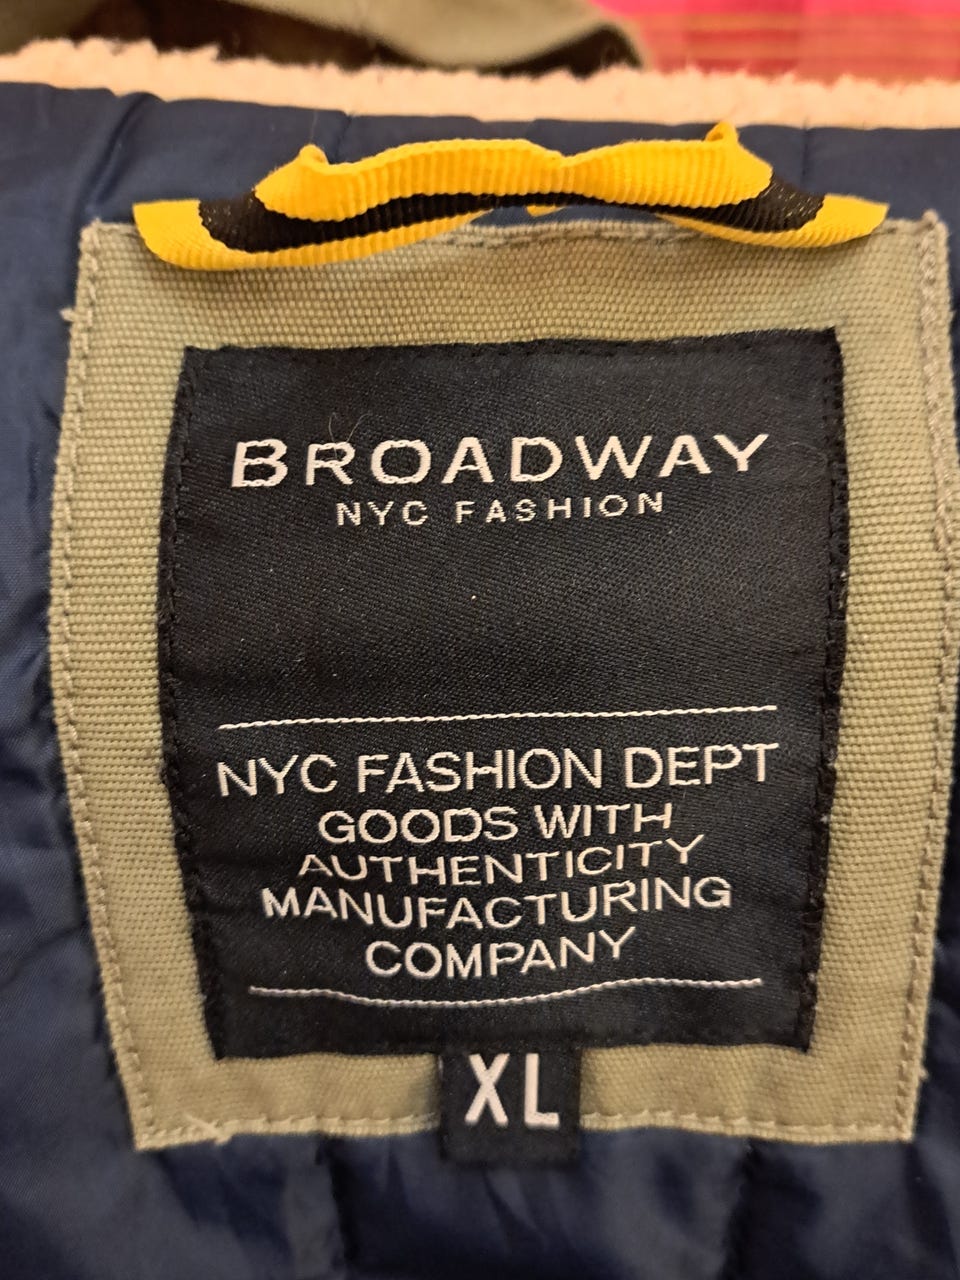 BROADWAY
NYC FASHION
NYC FASHION DEPT
GOODS WITH
AUTHENTICITY
MANUFACTURING
COMPANY
XL